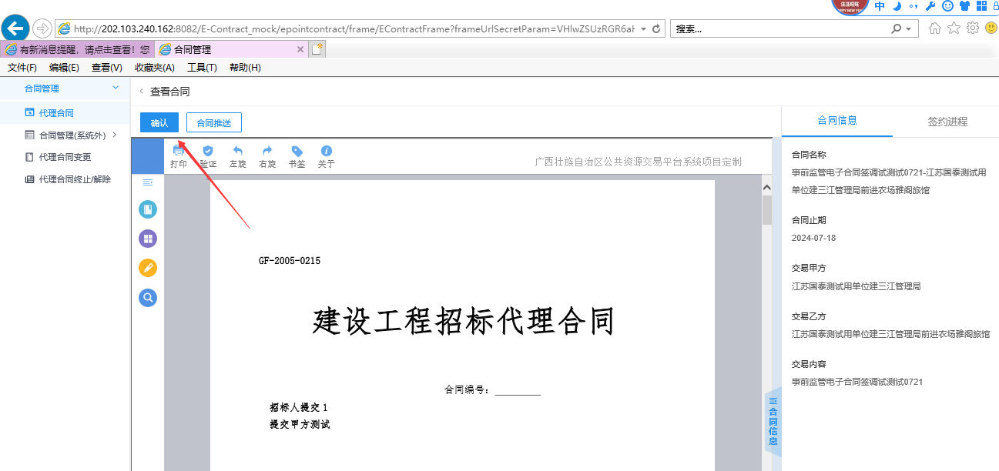 汪汪旺旺
中
http://202.103.240.162:8082/E-Contract_mock/epointcontract/frame/EContractFrame?frameUrlSecretParam=VHlwZSUzRGR6aH
搜索...
有新消息提醒，请点击查看！您
合同管理
文件(F) 编辑(E) 查看(V) 收藏夹(A) 工具(T) 帮助(H)
合同管理
代理合同
合同管理(系统外)
代理合同变更
代理合同终止/解除
查看合同
确认
合同推送
打印 验证 左旋 右旋 书签 关于
广西壮族自治区公共资源交易平台系统项目定制
GF-2005-0215
建设工程招标代理合同
合同编号：
招标人提交 1
提交甲方测试
合同信息
合同信息
签约进程
合同名称
事前监管电子合同签调试测试0721-江苏国泰测试用
单位建三江管理局前进农场雅阁旅馆
合同止期
2024-07-18
交易甲方
江苏国泰测试用单位建三江管理局
交易乙方
江苏国泰测试用单位建三江管理局前进农场雅阁旅馆
交易内容
事前监管电子合同签调试测试0721